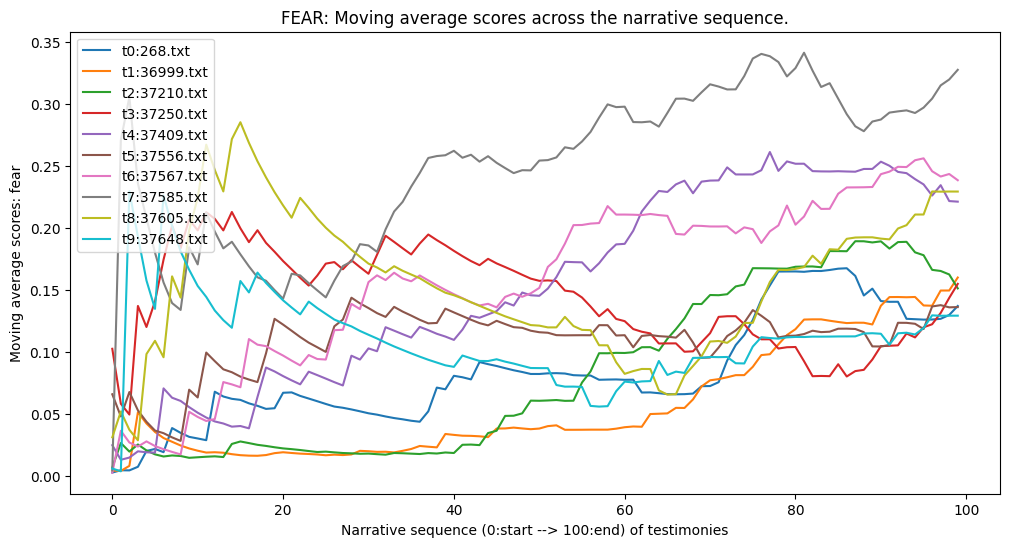 FEAR: Moving average scores across the narrative sequence.
t0:268.txt
t1:36999.txt
t2:37210.txt
t3:37250.txt
t4:37409.txt
t5:37556.txt
t6:37567.txt
t7:37585.txt
t8:37605.txt
t9:37648.txt
Moving average scores: fear
0.35
0.30
0.25
0.20
0.15
0.10
0.05
0.00
0 20 40 60 80 100
Narrative sequence (0:start --> 100:end) of testimonies